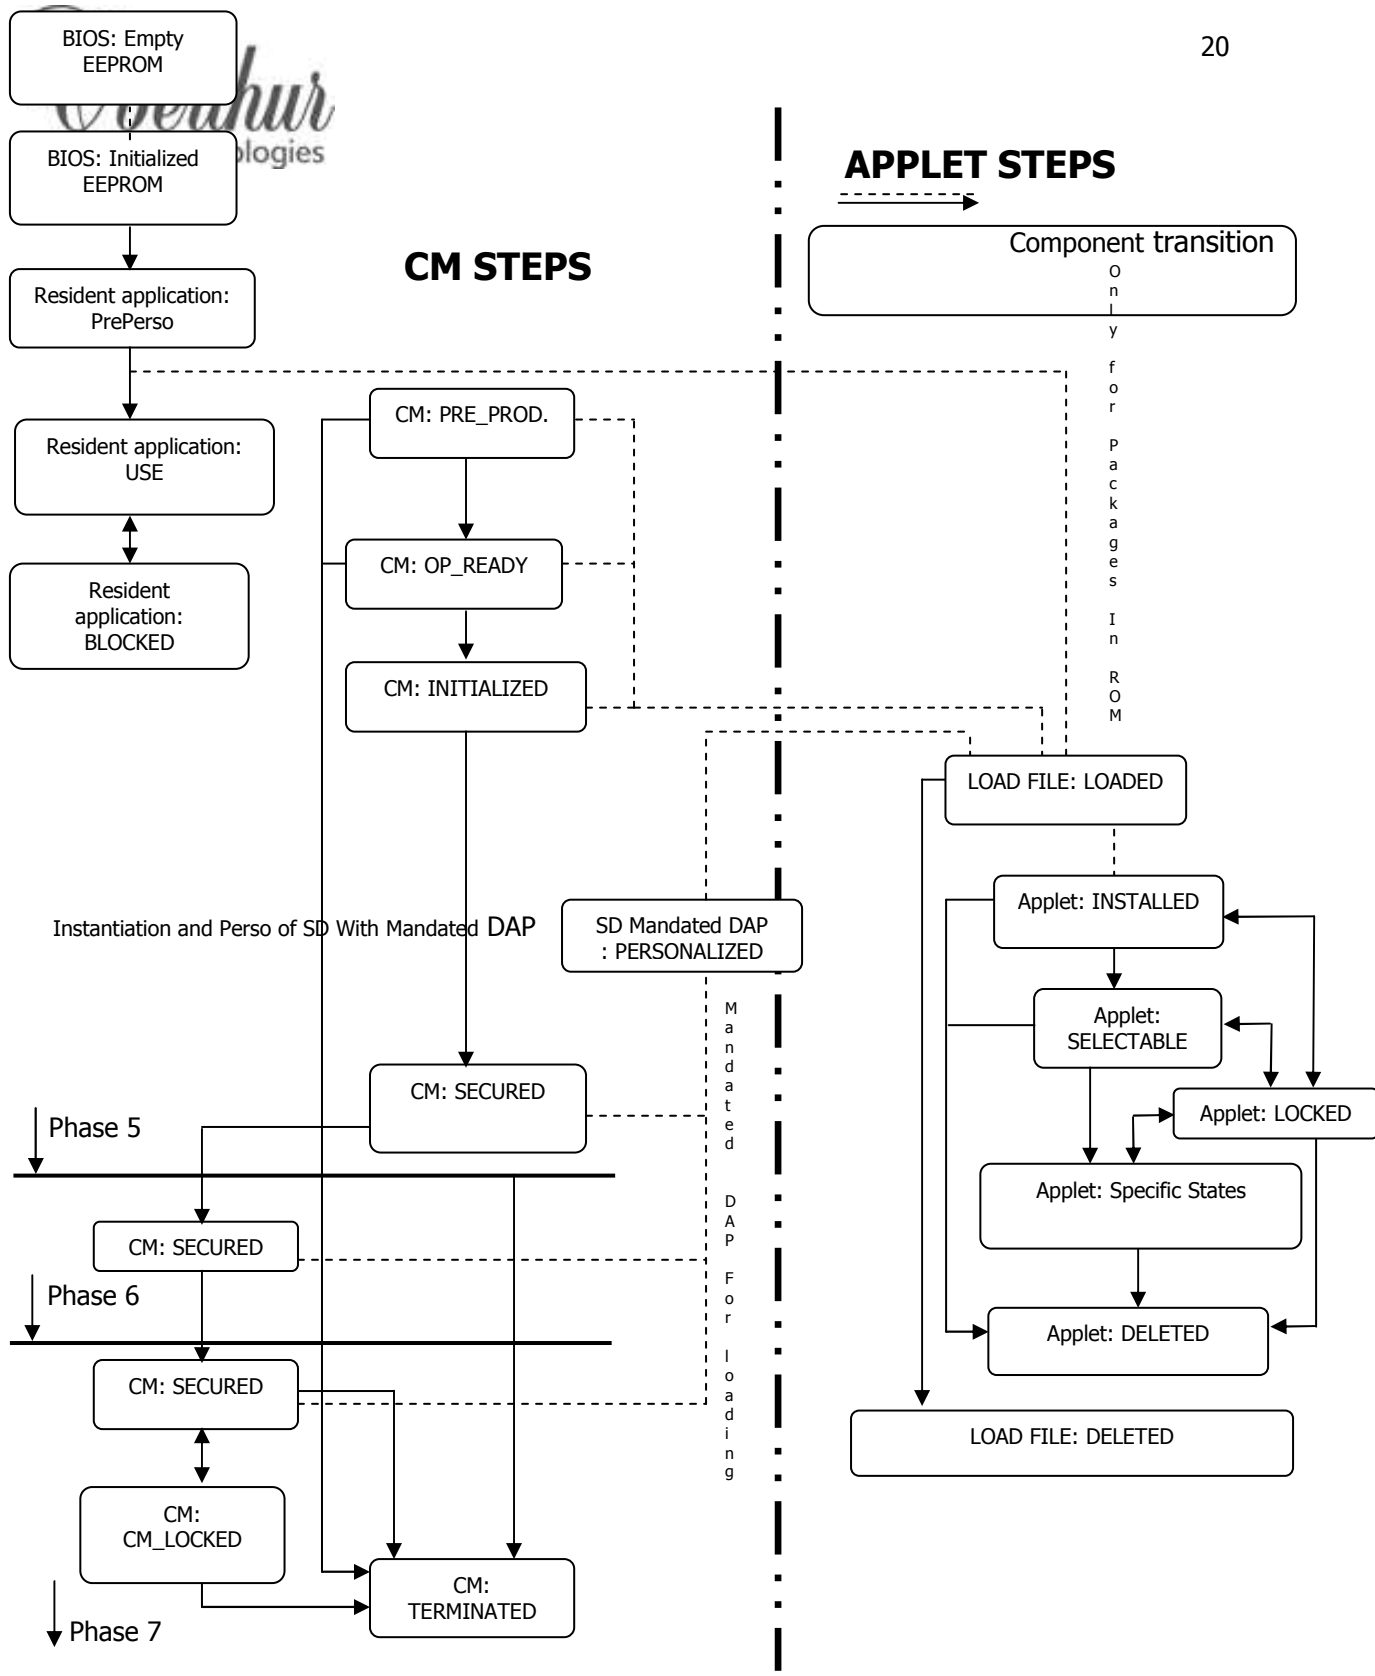 20
BIOS: Empty
EEPROM
BIOS: Initialized
EEPROM
Resident application:
PrePerso
Resident application:
USE
Resident
application:
BLOCKED
CM STEPS
CM: PRE_PROD.
CM: OP_READY
CM: INITIALIZED
Instantiation and Perso of SD With Mandated DAP
SD Mandated DAP
: PERSONALIZED
Mandated DAP For loading
CM: SECURED
Phase 5
CM: SECURED
Phase 6
CM: SECURED
CM:
CM_LOCKED
CM:
TERMINATED
Phase 7
APPLET STEPS
Component transition
Only for Packages In ROM
LOAD FILE: LOADED
Applet: INSTALLED
Applet:
SELECTABLE
Applet: LOCKED
Applet: Specific States
Applet: DELETED
LOAD FILE: DELETED